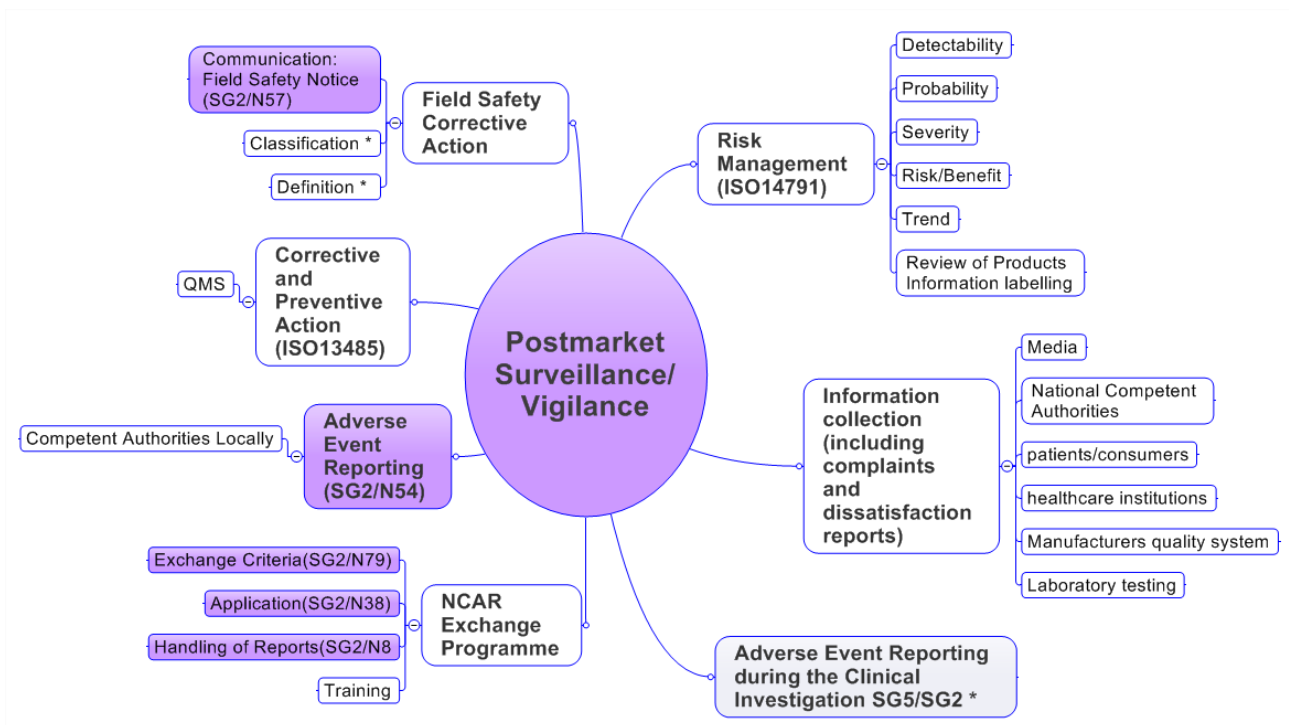 Communication:
Field Safety Notice
(SG2/N57)
Classification *
Definition *
Field Safety
Corrective
Action
QMS
Corrective
and
Preventive
Action
(ISO13485)
Competent Authorities Locally
Adverse
Event
Reporting
(SG2/N54)
Exchange Criteria(SG2/N79)
Application(SG2/N38)
Handling of Reports(SG2/N8
Training
NCAR
Exchange
Programme
Postmarket
Surveillance/
Vigilance
Risk
Management
(ISO14791)
Detectability
Probability
Severity
Risk/Benefit
Trend
Review of Products
Information labelling
Information
collection
(including
complaints
and
dissatisfaction
reports)
Media
National Competent
Authorities
patients/consumers
healthcare institutions
Manufacturers quality system
Laboratory testing
Adverse Event Reporting
during the Clinical
Investigation SG5/SG2 *